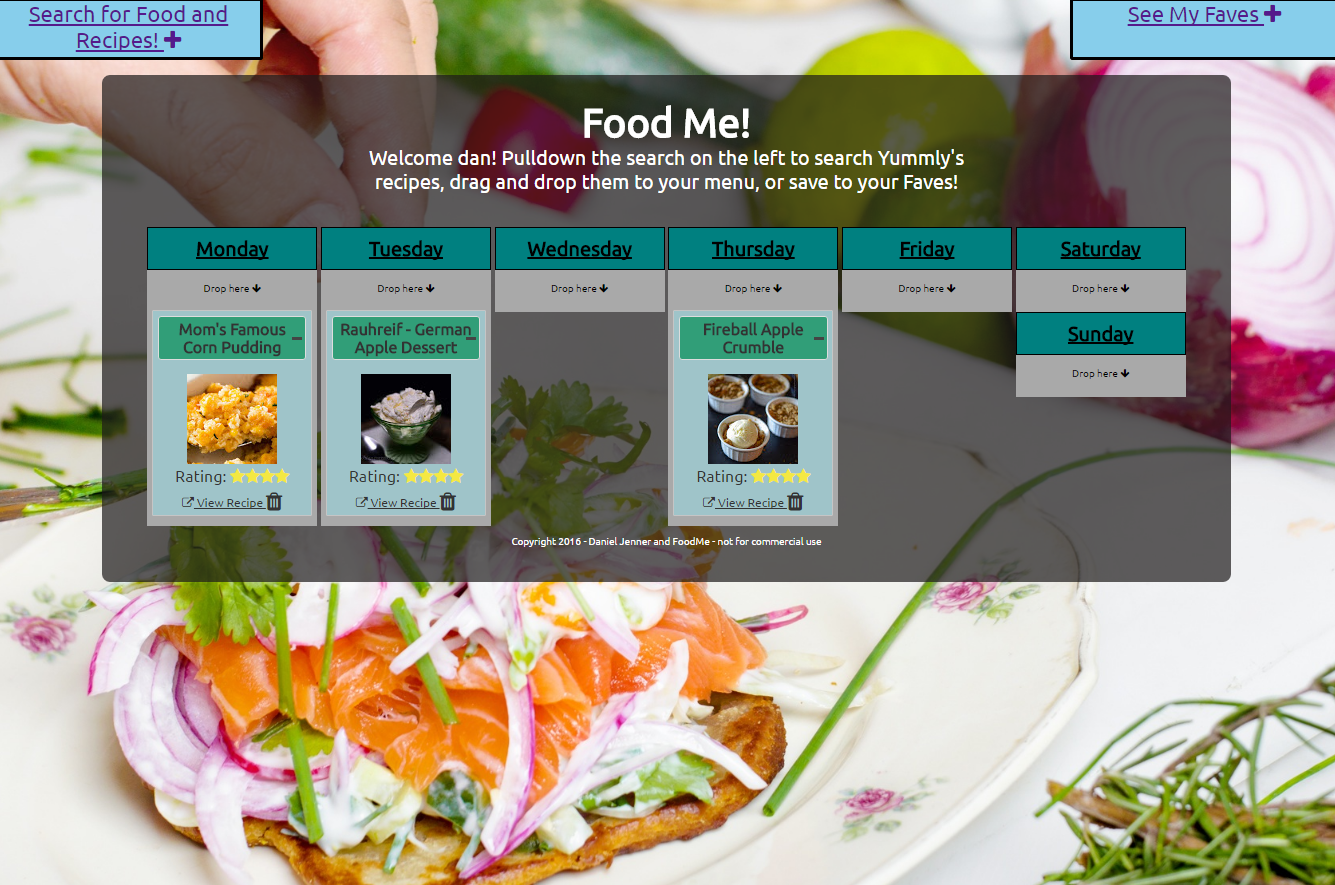 Search for Food and
Recipes!
See My Faves
Food Me!
Welcome dan! Pulldown the search on the left to search Yummly's
recipes, drag and drop them to your menu, or save to your Faves!
Monday
Tuesday
Wednesday
Thursday
Friday
Saturday
Drop here
Drop here
Drop here
Drop here
Drop here
Drop here
Mom's Famous
Corn Pudding
Rauhreif - German
Apple Dessert
Fireball Apple
Crumble
Sunday
Drop here
Rating:
Rating:
Rating:
View Recipe
View Recipe
View Recipe
Copyright 2016 - Daniel Jenner and FoodMe - not for commercial use